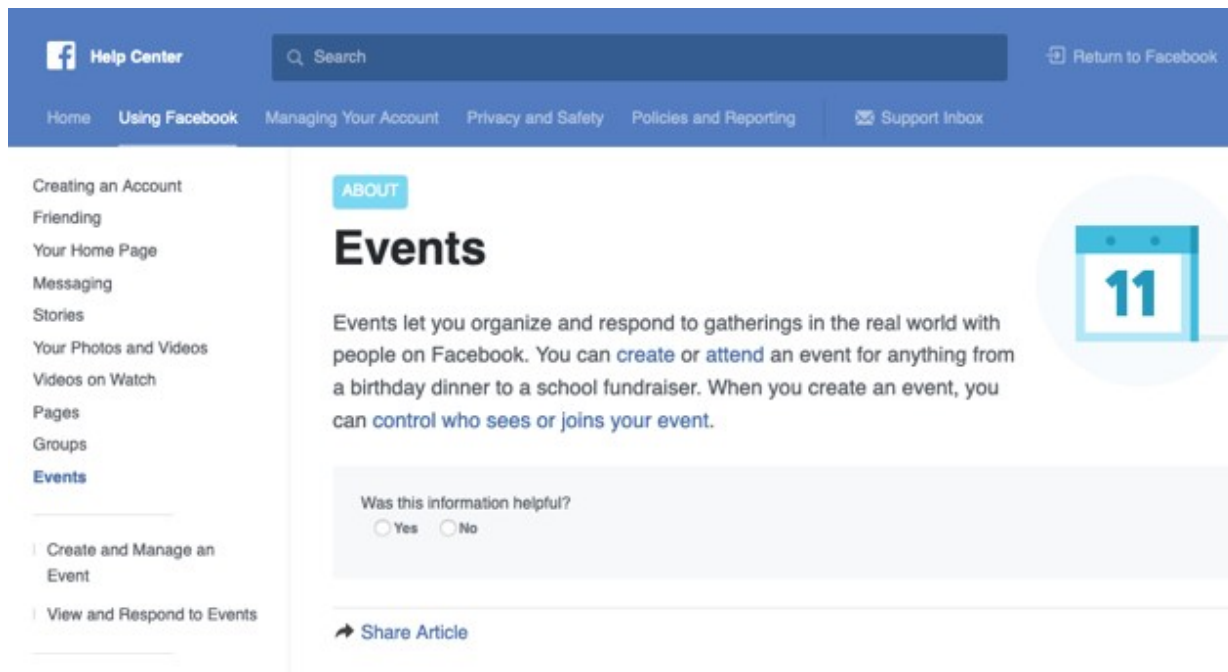 f Help Center
Search
Return to Facebook
Home Using Facebook Managing Your Account Privacy and Safety Policies and Reporting Support Inbox
Creating an Account
Friending
Your Home Page
Messaging
Stories
Your Photos and Videos
Videos on Watch
Pages
Groups
Events
Create and Manage an
Event
View and Respond to Events
ABOUT
Events
11
Events let you organize and respond to gatherings in the real world with
people on Facebook. You can create or attend an event for anything from
a birthday dinner to a school fundraiser. When you create an event, you
can control who sees or joins your event.
Was this information helpful?
Yes No
Share Article